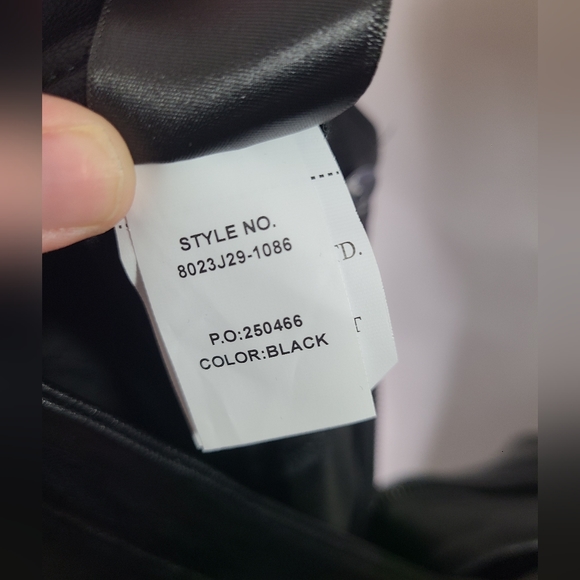 STYLE NO.
8023J29-1086
P.O:250466
COLOR:BLACK
D.